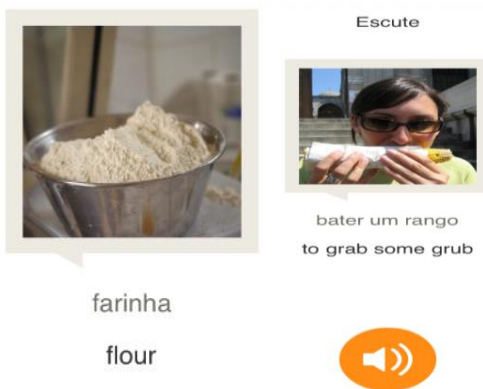 Escute
bater um rango
to grab some grub
farinha
flour